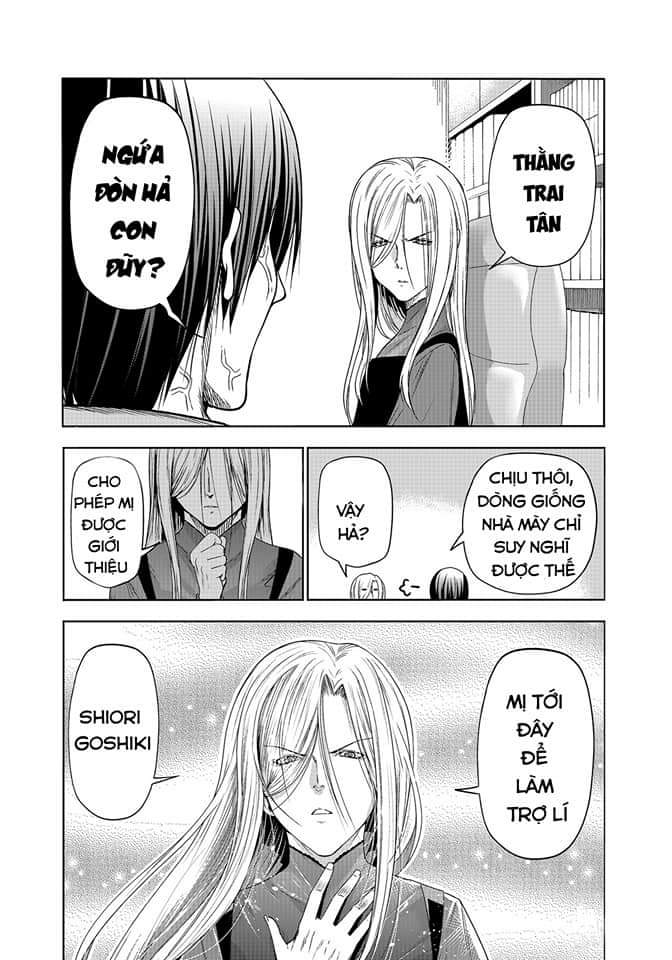 THẰNG
TRAI
TÂN
NGỨA
ĐÒN HẢ
CON
ĐŨY?
CHỊU THÔI,
DÒNG GIỐNG
NHÀ MÀY CHỈ
SUY NGHĨ
ĐƯỢC THẾ
VẬY
HẢ?
CHO
PHÉP MỊ
ĐƯỢC
GIỚI
THIỆU
MỊ TỚI
ĐÂY
ĐỂ
LÀM
TRỢ LÍ
SHIORI
GOSHIKI